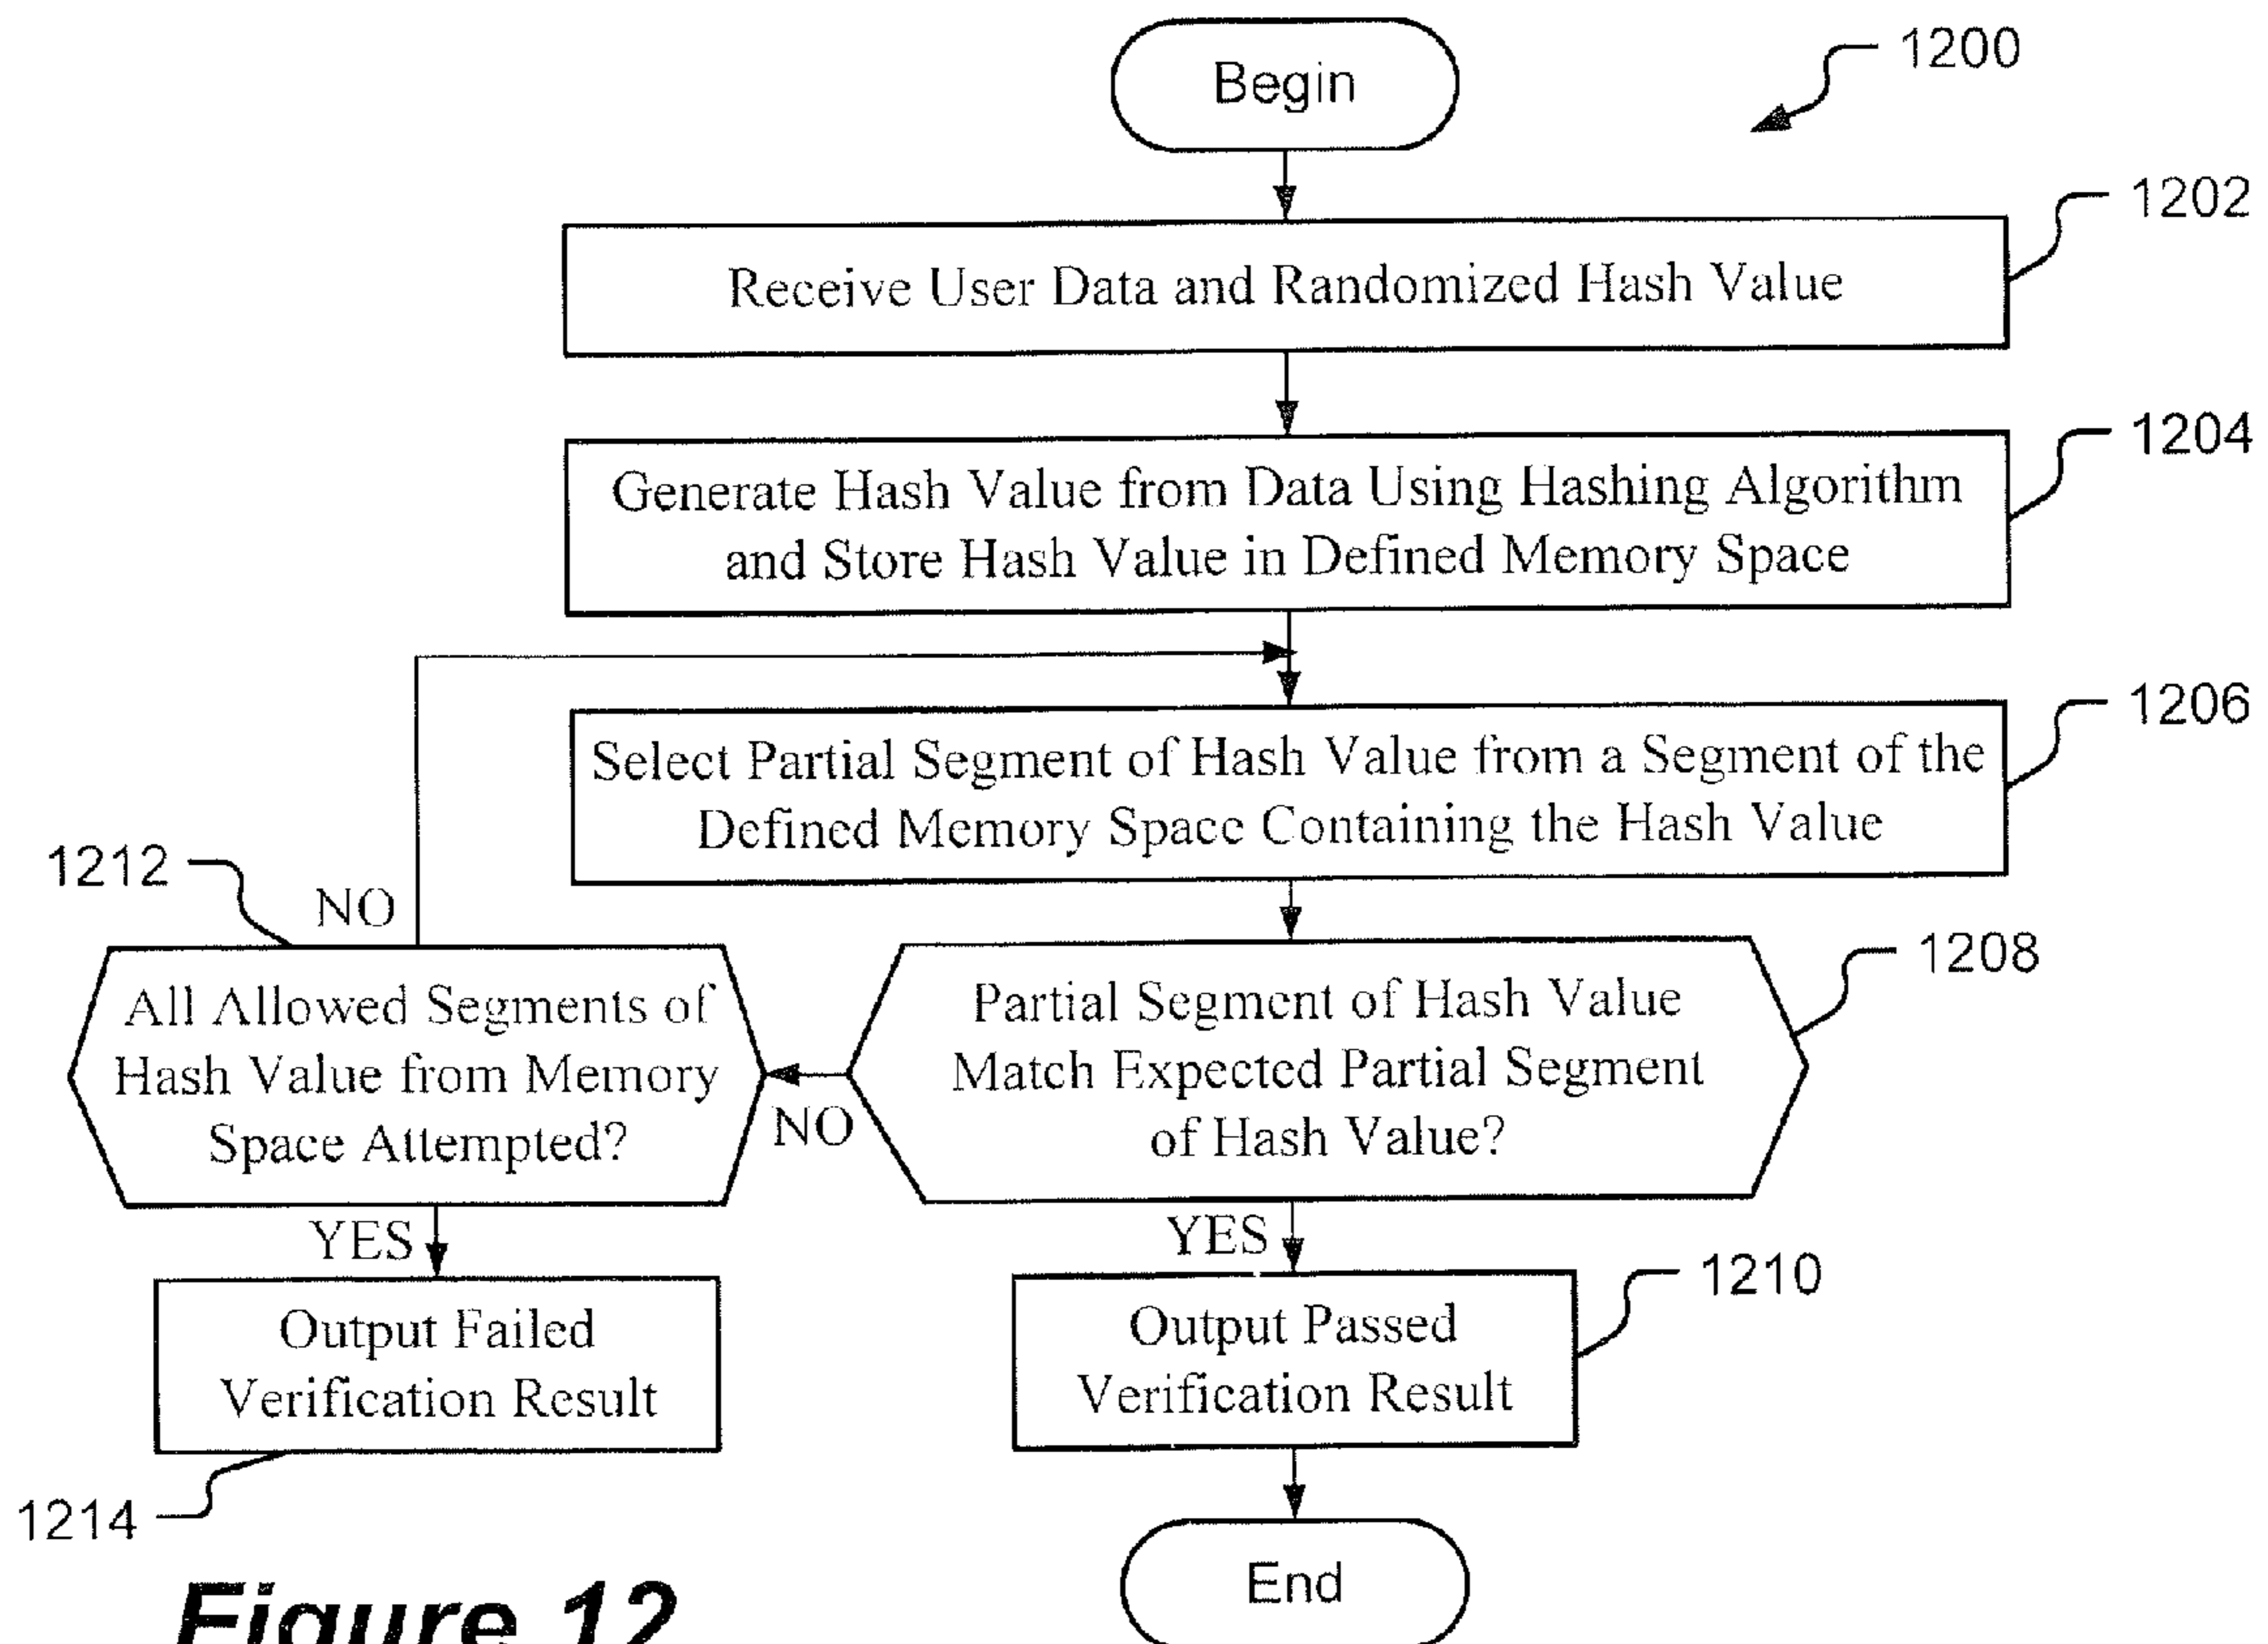 Begin
1200
1202
Receive User Data and Randomized Hash Value
1204
Generate Hash Value from Data Using Hashing Algorithm
and Store Hash Value in Defined Memory Space
1206
Select Partial Segment of Hash Value from a Segment of the
Defined Memory Space Containing the Hash Value
1212
NO
1208
All Allowed Segments of
Hash Value from Memory
Space Attempted?
NO
Partial Segment of Hash Value
Match Expected Partial Segment
of Hash Value?
YES
YES
1210
Output Failed
Verification Result
Output Passed
Verification Result
1214
End
Figure 12